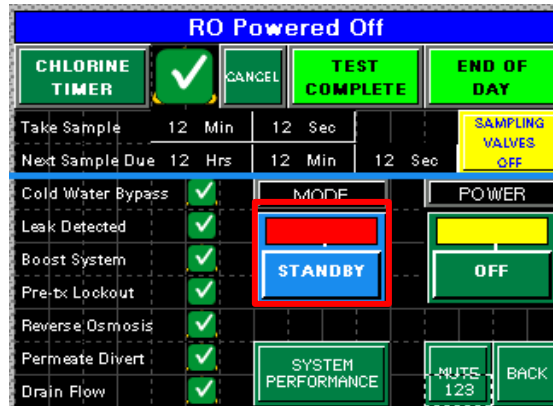 RO Powered Off
CHLORINE TIMER
CANCEL
TEST COMPLETE
END OF DAY
Take Sample 12 Min 12 Sec
SAMPLING VALVES OFF
Next Sample Due 12 Hrs 12 Min 12 Sec
Cold Water Bypass
MODE
POWER
Leak Detected
Boost System
STANDBY
OFF
Pre-tx Lockout
Reverse Osmosis
Permeate Divert
SYSTEM PERFORMANCE
MUTE
123
BACK
Drain Flow